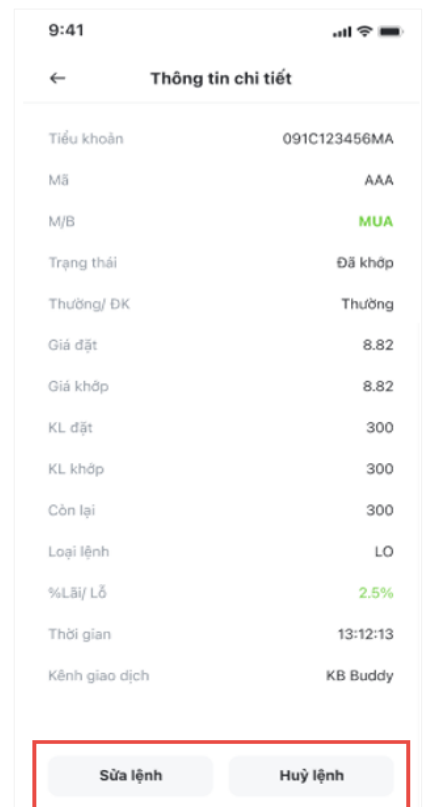 9:41
Thông tin chi tiết
Tiểu khoản 091C123456MA
Mã AAA
M/B MUA
Trạng thái Đã khớp
Thường/ ĐK Thường
Giá đặt 8.82
Giá khớp 8.82
KL đặt 300
KL khớp 300
Còn lại 300
Loại lệnh LO
%Lãi/ Lỗ 2.5%
Thời gian 13:12:13
Kênh giao dịch KB Buddy
Sửa lệnh Huỷ lệnh